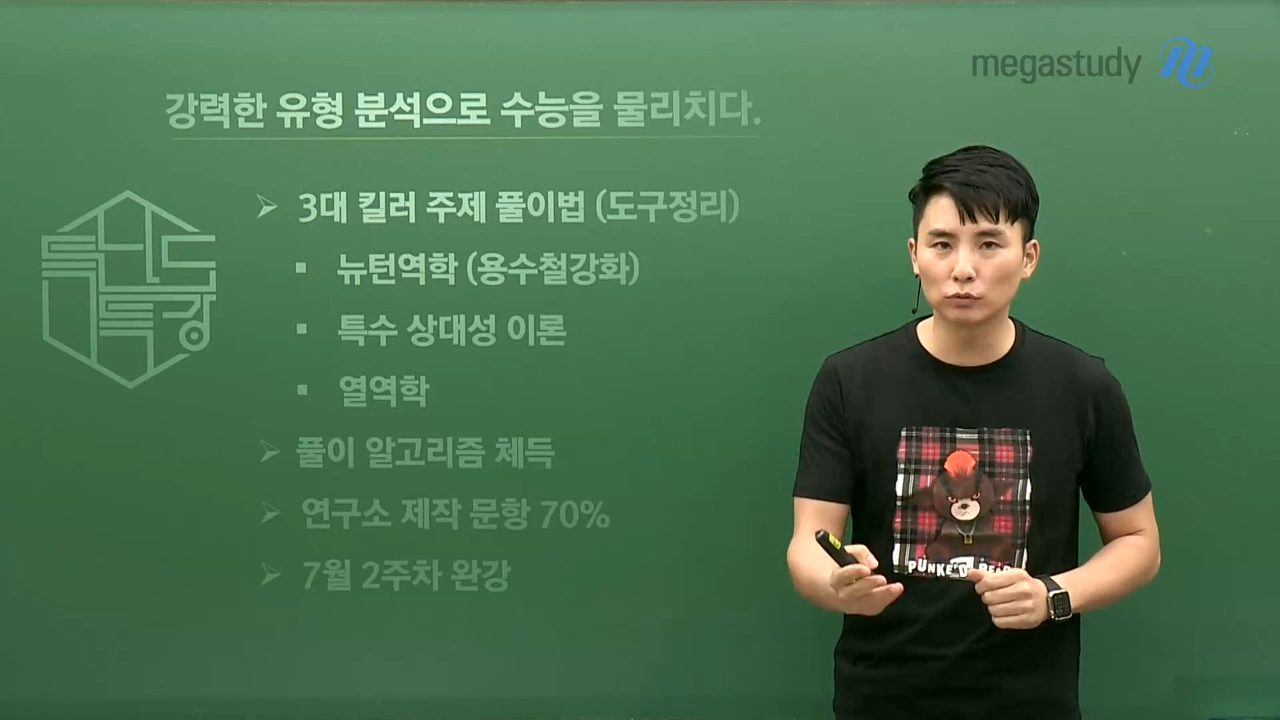 megastudy
강력한 유형 분석으로 수능을 물리치다.
특난도
특강
➢ 3대 킬러 주제 풀이법 (도구정리)
▪ 뉴턴역학 (용수철강화)
▪ 특수 상대성 이론
▪ 열역학
➢ 풀이 알고리즘 체득
➢ 연구소 제작 문항 70%
➢ 7월 2주차 완강